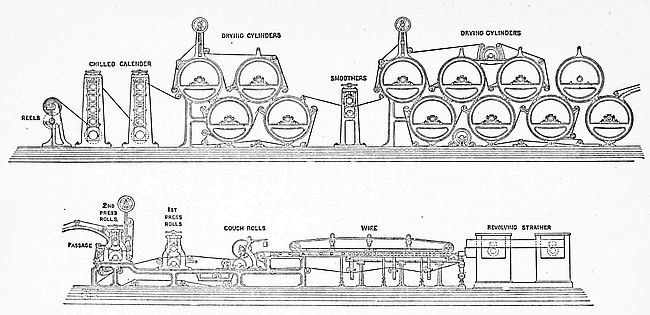 DRYING CYLINDERS
DRYING CYLINDERS
CHILLED CALENDER
SMOOTHERS
REELS
2ND
PRESS
ROLLS
1ST
PRESS
ROLLS
COUCH ROLLS
WIRE
REVOLVING STRAINER
PASSAGE